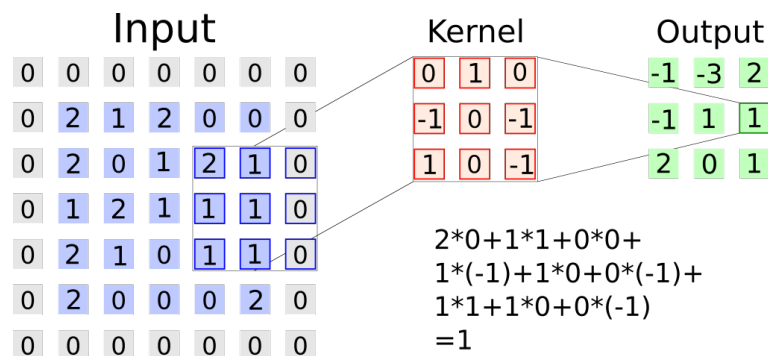 Input
0 0 0 0 0 0 0
0 2 1 2 0 0 0
0 2 0 1 2 1 0
0 1 2 1 1 1 0
0 2 1 0 1 1 0
0 2 0 0 0 2 0
0 0 0 0 0 0 0
Kernel
0 1 0
-1 0 -1
1 0 -1
Output
-1 -3 2
-1 1 1
2 0 1
2*0+1*1+0*0+
1*(-1)+1*0+0*(-1)+
1*1+1*0+0*(-1)
=1